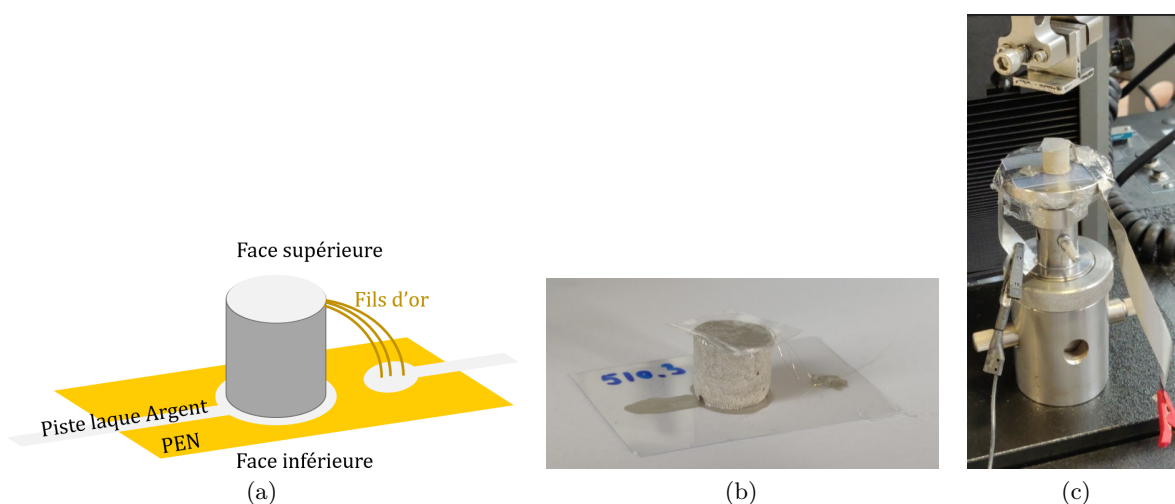 Face supérieure
Fils d'or
Piste laque Argent
PEN
Face inférieure
510.3
(a)
(b)
(c)